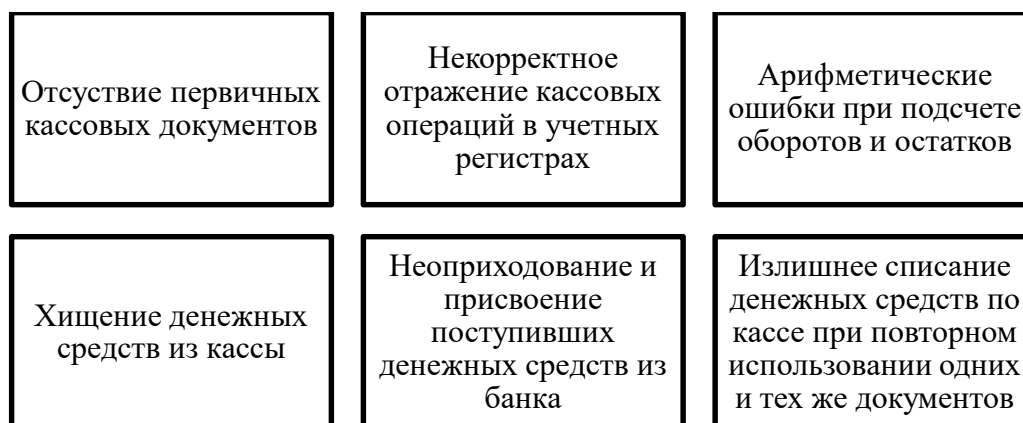 Отсуствие первичных
кассовых документов
Некорректное
отражение кассовых
операций в учетных
регистрах
Арифметические
ошибки при подсчете
оборотов и остатков
Хищение денежных
средств из кассы
Неоприходование и
присвоение
поступивших
денежных средств из
банка
Излишнее списание
денежных средств по
кассе при повторном
использовании одних
и тех же документов